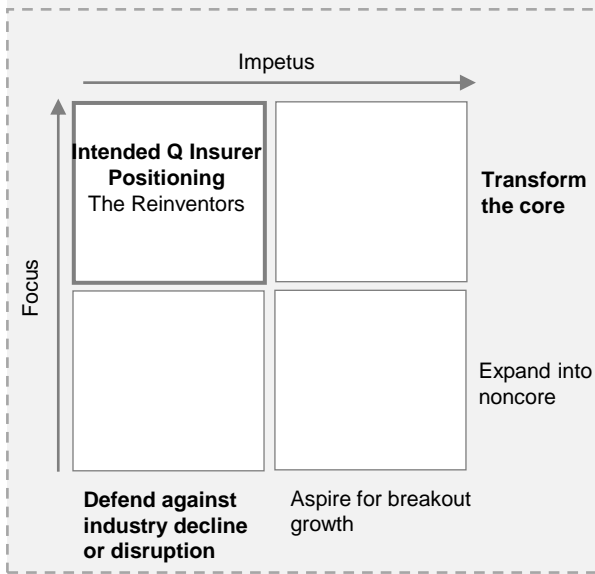 Impetus
Intended Q Insurer
Positioning
The Reinventors
Transform
the core
Focus
Expand into
noncore
Defend against
industry decline
or disruption
Aspire for breakout
growth